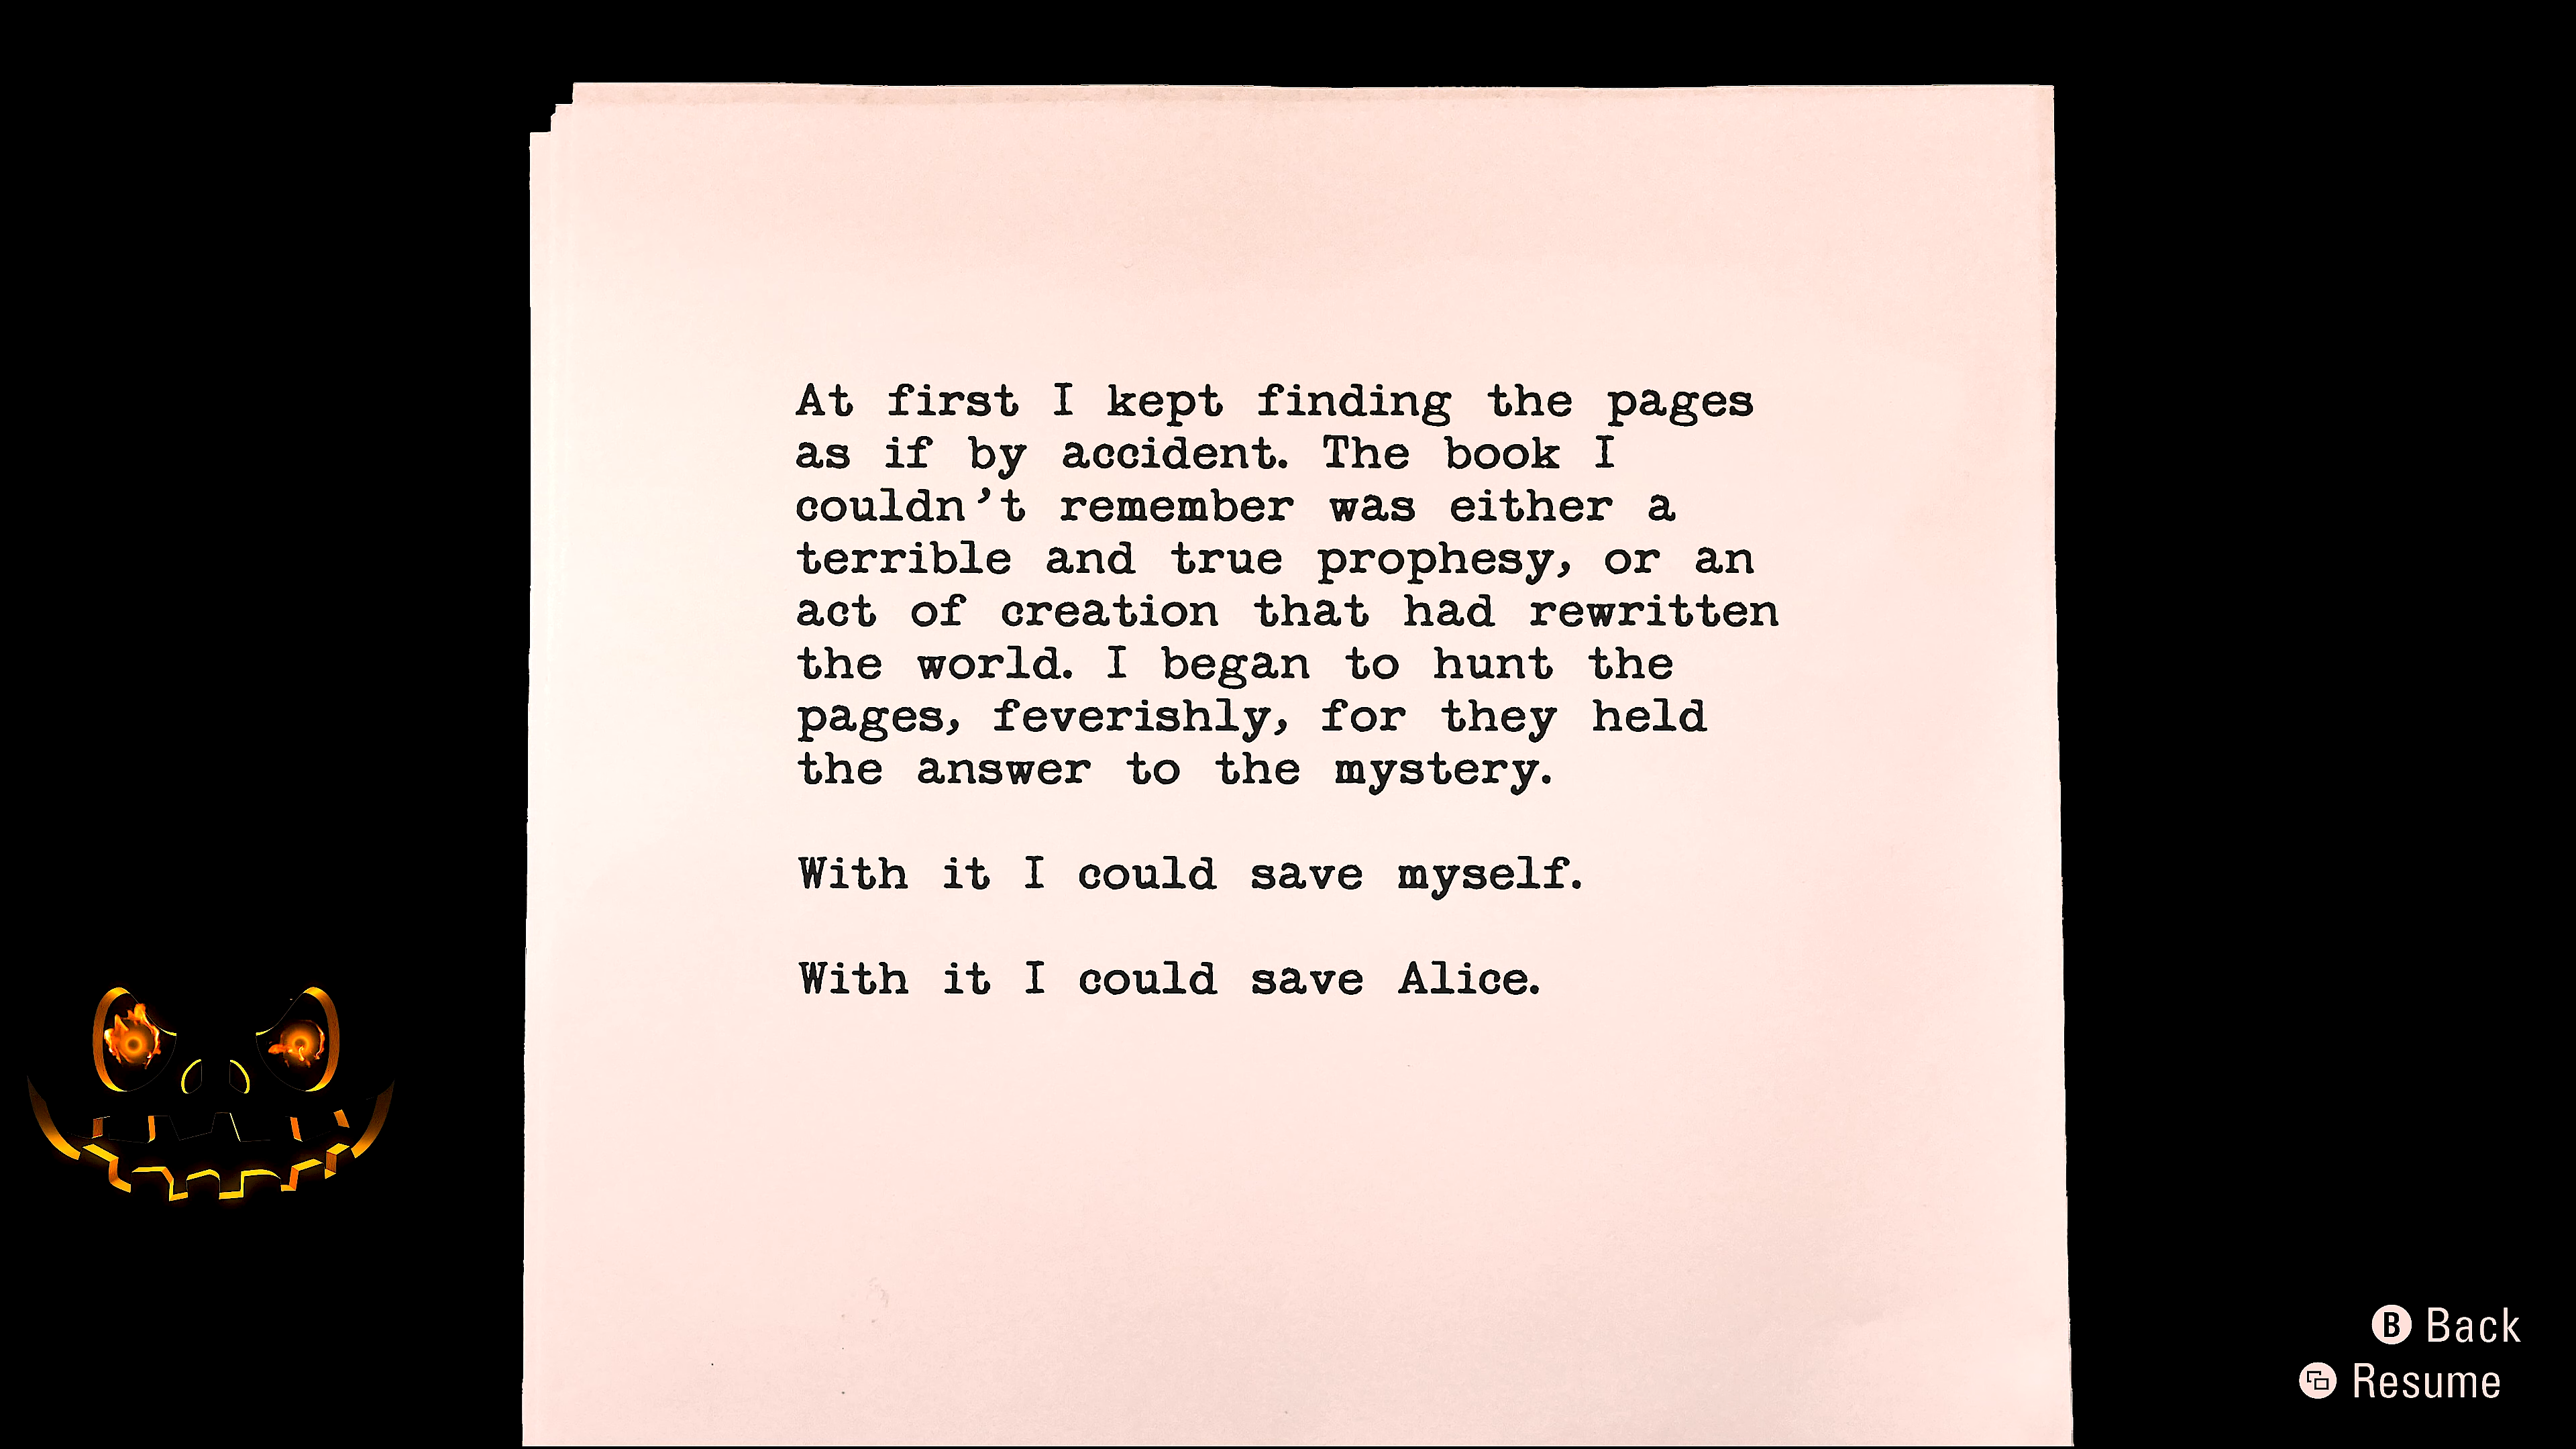 At first I kept finding the pages
as if by accident. The book I
couldn't remember was either a
terrible and true prophesy, or an
act of creation that had rewritten
the world. I began to hunt the
pages, feverishly, for they held
the answer to the mystery.
With it I could save myself.
With it I could save Alice.
B Back
Resume